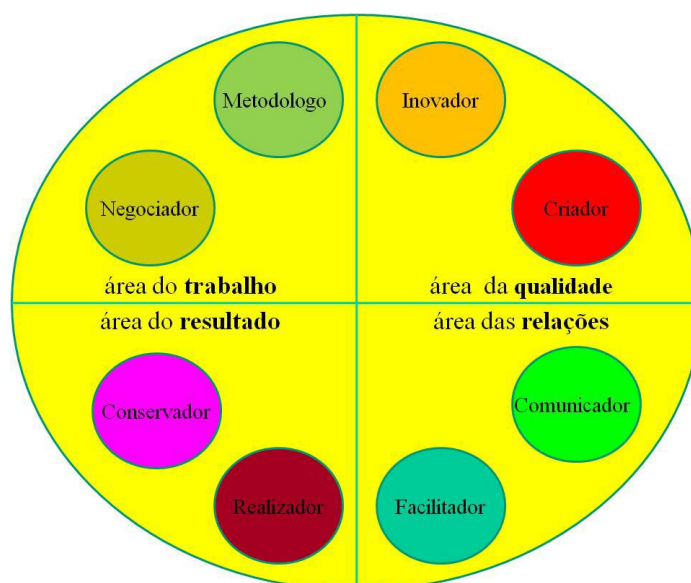 Metodologo
Inovador
Negociador
Criador
área do trabalho
área da qualidade
área do resultado
área das relações
Conservador
Comunicador
Realizador
Facilitador